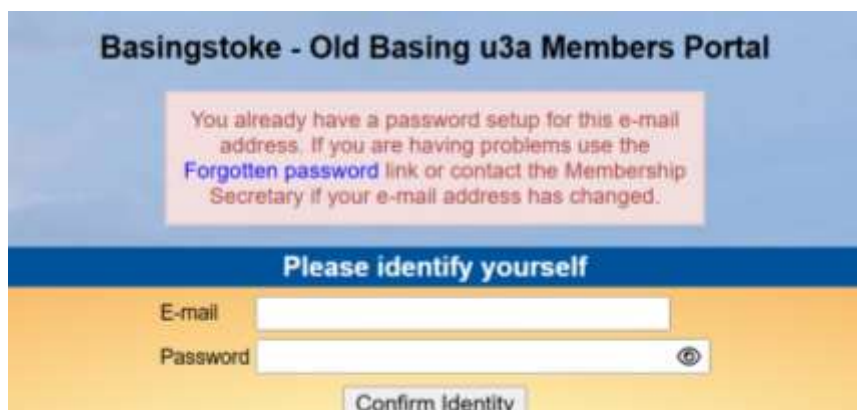 Basingstoke - Old Basing u3a Members Portal
You already have a password setup for this e-mail
address. If you are having problems use the
Forgotten password link or contact the Membership
Secretary if your e-mail address has changed.
Please identify yourself
E-mail
Password
Confirm Identity